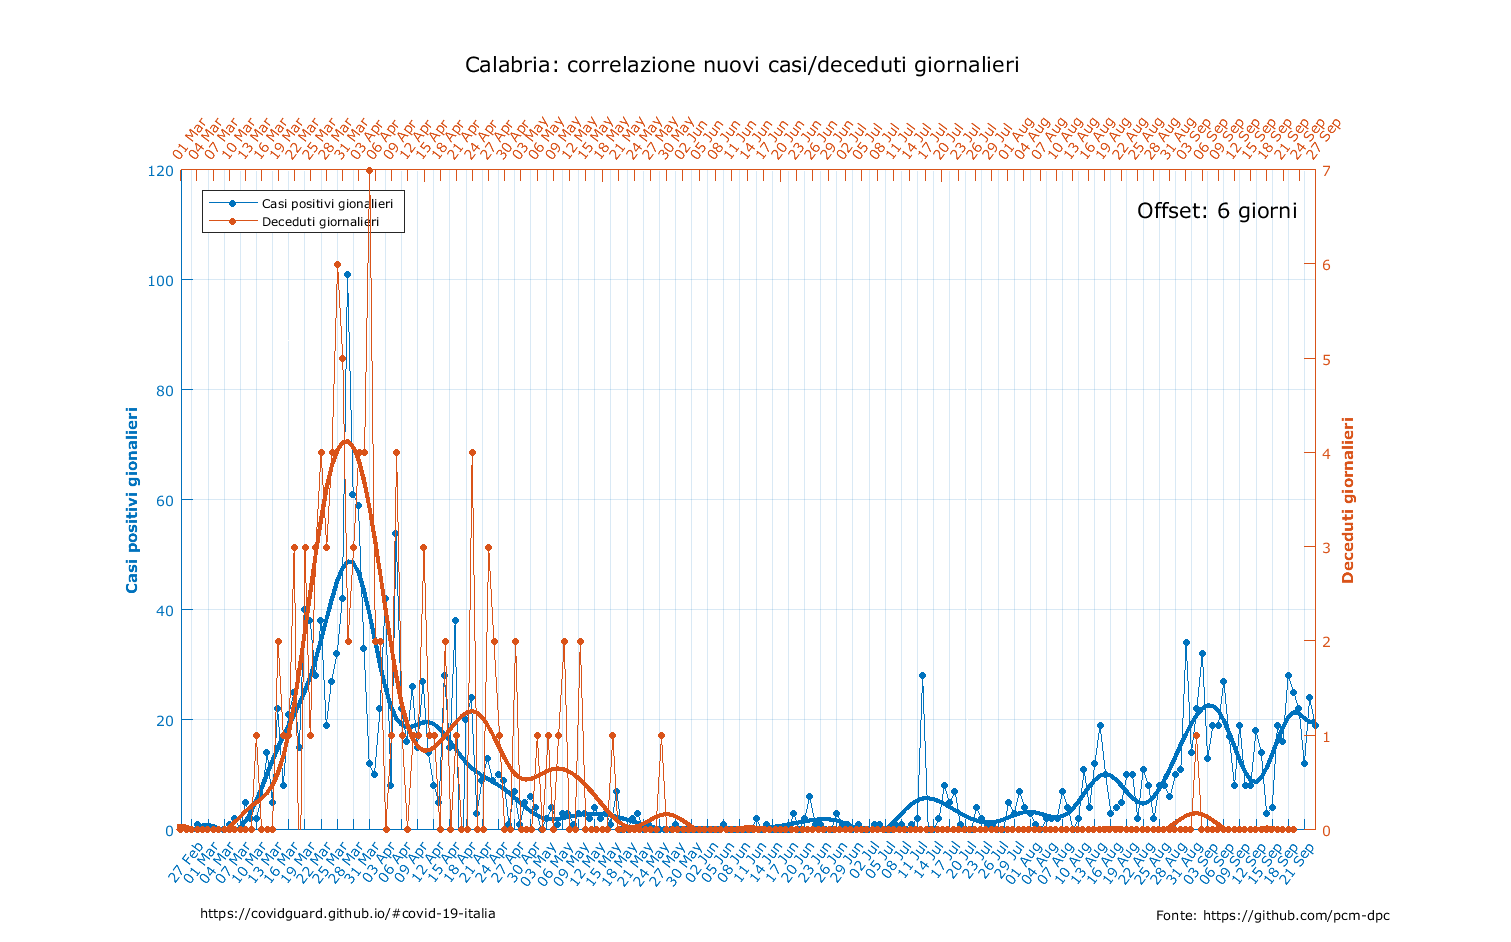 Calabria: correlazione nuovi casi/deceduti giornalieri
01 Mar
04 Mar
07 Mar
10 Mar
13 Mar
16 Mar
19 Mar
22 Mar
25 Mar
28 Mar
31 Mar
03 Apr
06 Apr
09 Apr
12 Apr
15 Apr
18 Apr
21 Apr
24 Apr
27 Apr
30 Apr
03 May
06 May
09 May
12 May
15 May
18 May
21 May
24 May
27 May
30 May
02 Jun
05 Jun
08 Jun
11 Jun
14 Jun
17 Jun
20 Jun
23 Jun
26 Jun
29 Jun
02 Jul
05 Jul
08 Jul
11 Jul
14 Jul
17 Jul
20 Jul
23 Jul
26 Jul
29 Jul
01 Aug
04 Aug
07 Aug
10 Aug
13 Aug
16 Aug
19 Aug
22 Aug
25 Aug
28 Aug
31 Aug
03 Sep
06 Sep
09 Sep
12 Sep
15 Sep
18 Sep
21 Sep
24 Sep
27 Sep
Casi positivi gionalieri
Deceduti giornalieri
Offset: 6 giorni
120
100
80
60
40
20
0
Casi positivi gionalieri
7
6
5
4
3
2
1
0
Deceduti giornalieri
27 Feb
01 Mar
04 Mar
07 Mar
10 Mar
13 Mar
16 Mar
19 Mar
22 Mar
25 Mar
28 Mar
31 Mar
03 Apr
06 Apr
09 Apr
12 Apr
15 Apr
18 Apr
21 Apr
24 Apr
27 Apr
30 Apr
03 May
06 May
09 May
12 May
15 May
18 May
21 May
24 May
27 May
30 May
02 Jun
05 Jun
08 Jun
11 Jun
14 Jun
17 Jun
20 Jun
23 Jun
26 Jun
29 Jun
02 Jul
05 Jul
08 Jul
11 Jul
14 Jul
17 Jul
20 Jul
23 Jul
26 Jul
29 Jul
01 Aug
04 Aug
07 Aug
10 Aug
13 Aug
16 Aug
19 Aug
22 Aug
25 Aug
28 Aug
31 Aug
03 Sep
06 Sep
09 Sep
12 Sep
15 Sep
18 Sep
21 Sep
https://covidguard.github.io/#covid-19-italia
Fonte: https://github.com/pcm-dpc